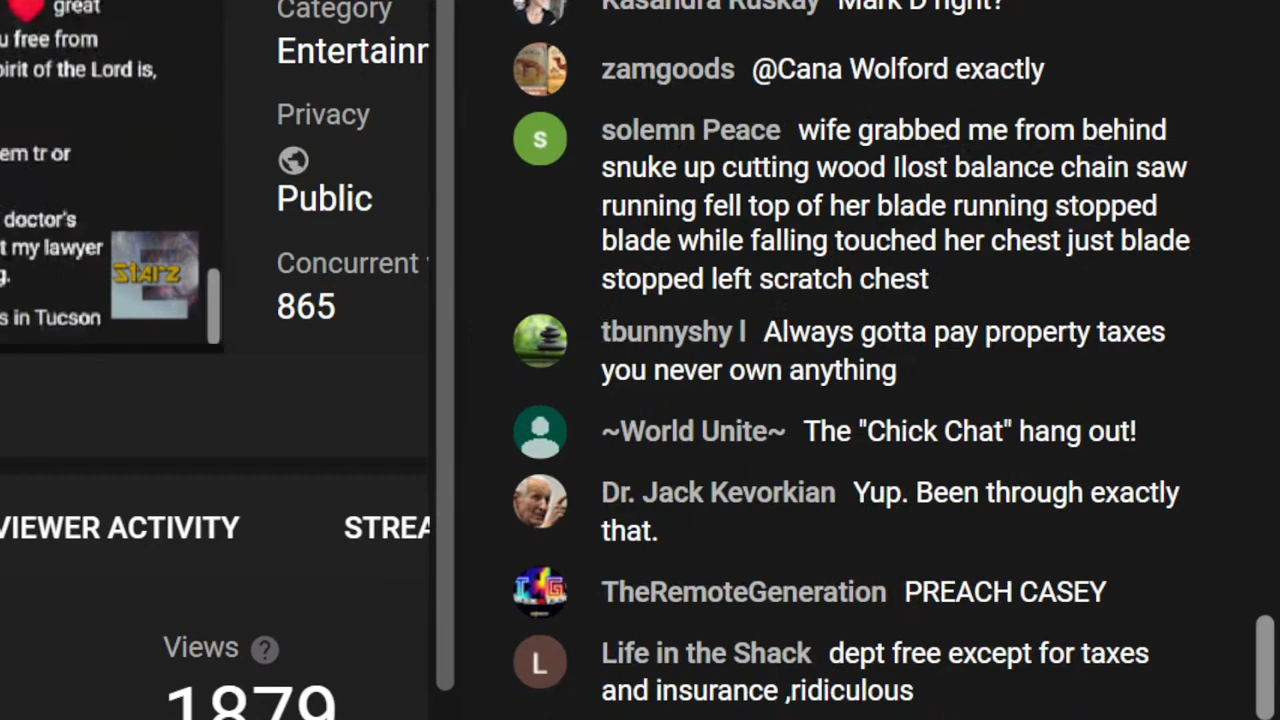 great
u free from
pirit of the Lord is,
em tr or
doctor's
t my lawyer
g.
s in Tucson
STARZ
Category
Entertainr
Privacy
Public
Concurrent
865
VIEWER ACTIVITY
STREA
Views ?
1879
Kasandra Ruskay Mark D right?
zamgoods @Cana Wolford exactly
S
solemn Peace wife grabbed me from behind
snuke up cutting wood Ilost balance chain saw
running fell top of her blade running stopped
blade while falling touched her chest just blade
stopped left scratch chest
tbunnyshy l Always gotta pay property taxes
you never own anything
~World Unite~ The "Chick Chat" hang out!
Dr. Jack Kevorkian Yup. Been through exactly
that.
TheRemoteGeneration PREACH CASEY
L
Life in the Shack dept free except for taxes
and insurance ,ridiculous